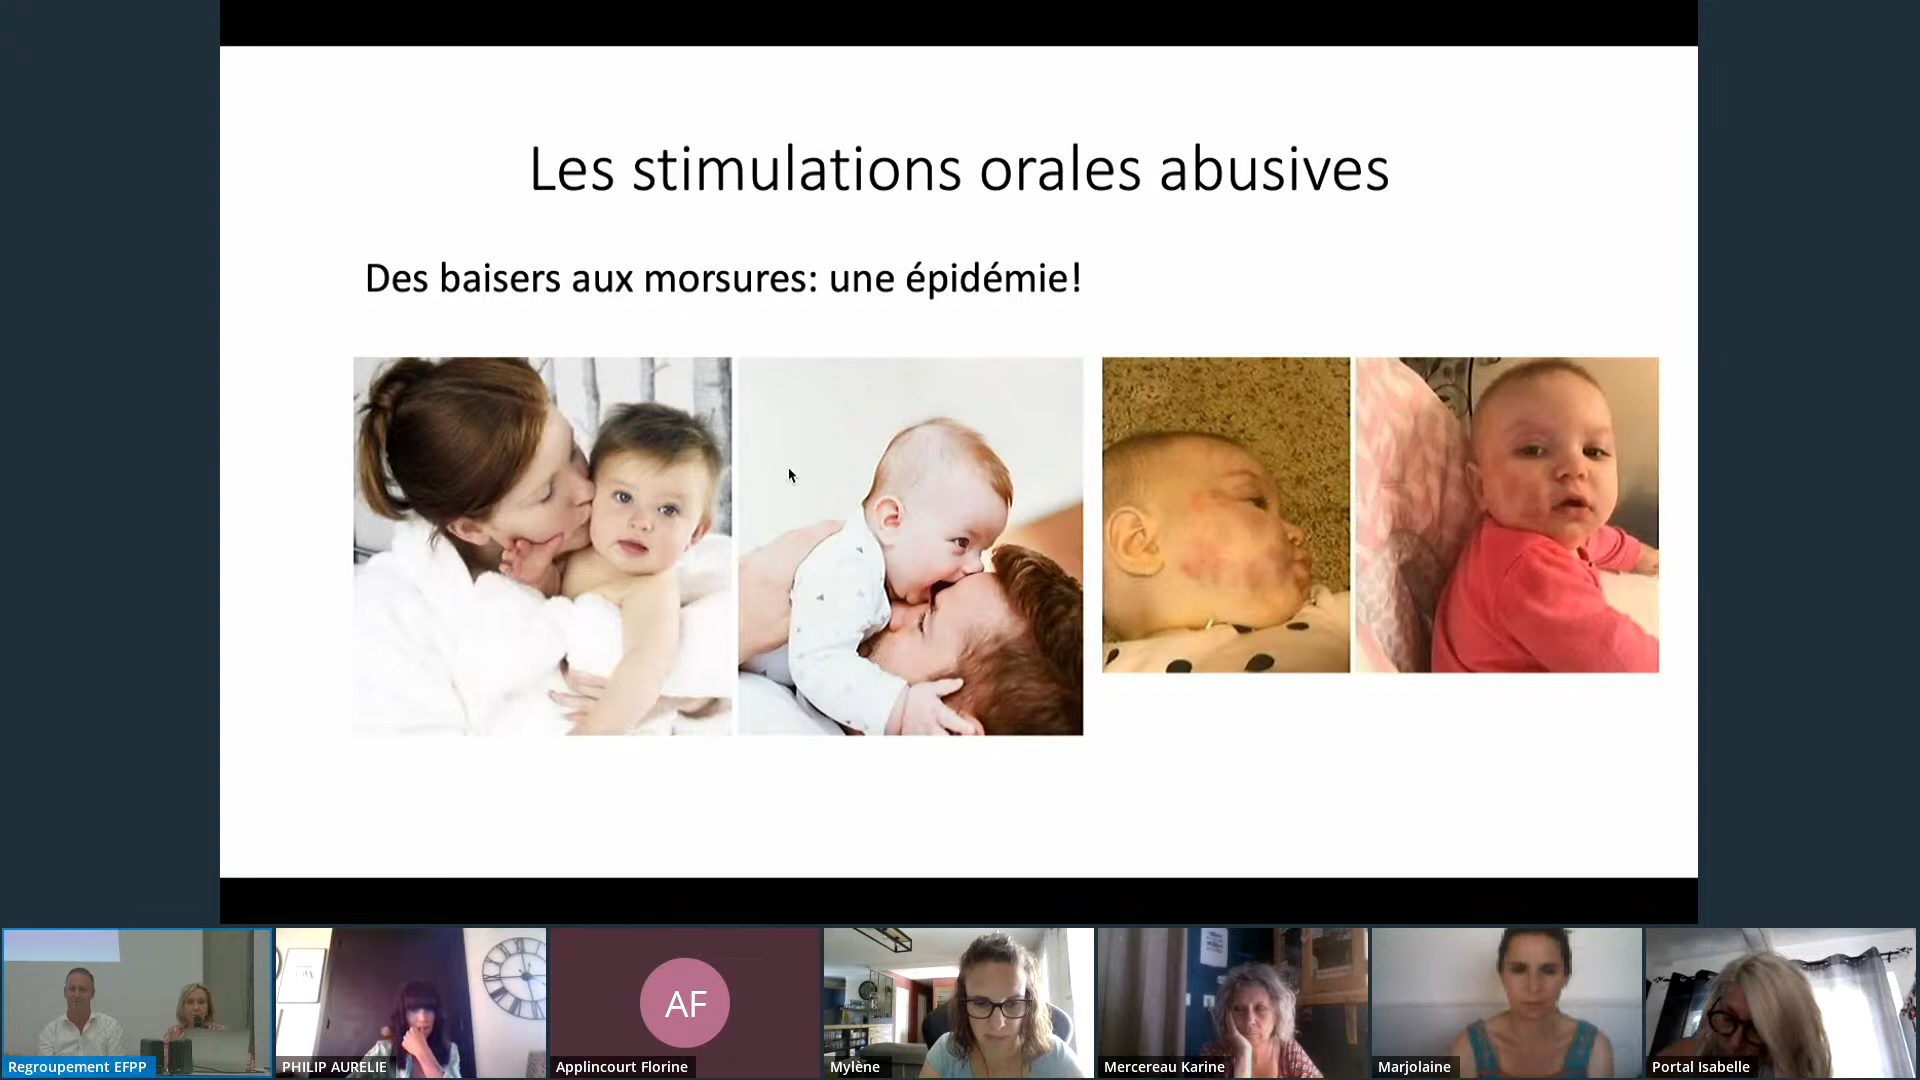 Les stimulations orales abusives
Des baisers aux morsures: une épidémie!
AF
Regroupement EFPP
PHILIP AURELIE
Applincourt Florine
Mylène
Mercereau Karine
Marjolaine
Portal Isabelle